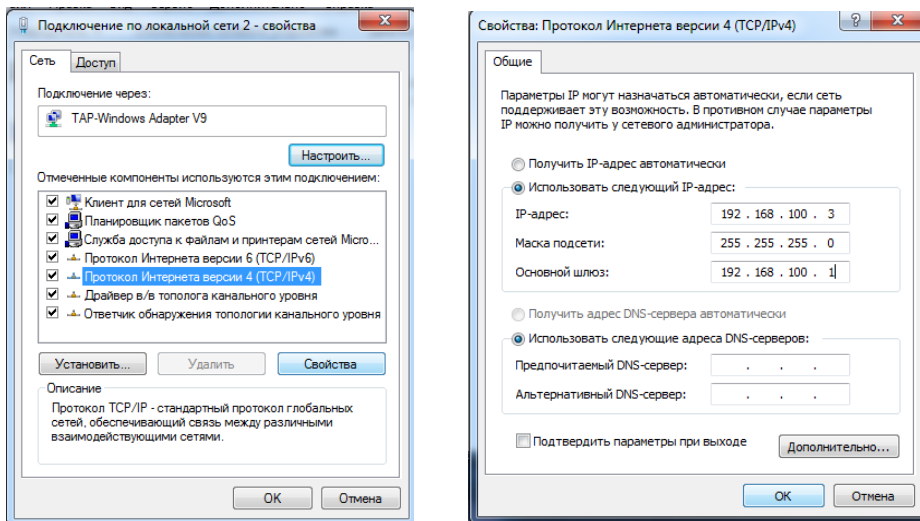 Подключение по локальной сети 2 - свойства
Сеть
Доступ
Подключение через:
TAP-Windows Adapter V9
Настроить...
Отмеченные компоненты используются этим подключением:
Клиент для сетей Microsoft
Планировщик пакетов QoS
Служба доступа к файлам и принтерам сетей Micro...
Протокол Интернета версии 6 (TCP/IPv6)
Протокол Интернета версии 4 (TCP/IPv4)
Драйвер в/в тополога канального уровня
Ответчик обнаружения топологии канального уровня
Установить...
Удалить
Свойства
Описание
Протокол TCP/IP - стандартный протокол глобальных
сетей, обеспечивающий связь между различными
взаимодействующими сетями.
OK
Отмена
Свойства: Протокол Интернета версии 4 (TCP/IPv4)
Общие
Параметры IP могут назначаться автоматически, если сеть
поддерживает эту возможность. В противном случае параметры
IP можно получить у сетевого администратора.
Получить IP-адрес автоматически
Использовать следующий IP-адрес:
IP-адрес: 192 . 168 . 100 . 3
Маска подсети: 255 . 255 . 255 . 0
Основной шлюз: 192 . 168 . 100 . 1
Получить адрес DNS-сервера автоматически
Использовать следующие адреса DNS-серверов:
Предпочитаемый DNS-сервер: . . .
Альтернативный DNS-сервер: . . .
Подтвердить параметры при выходе
Дополнительно...
OK
Отмена